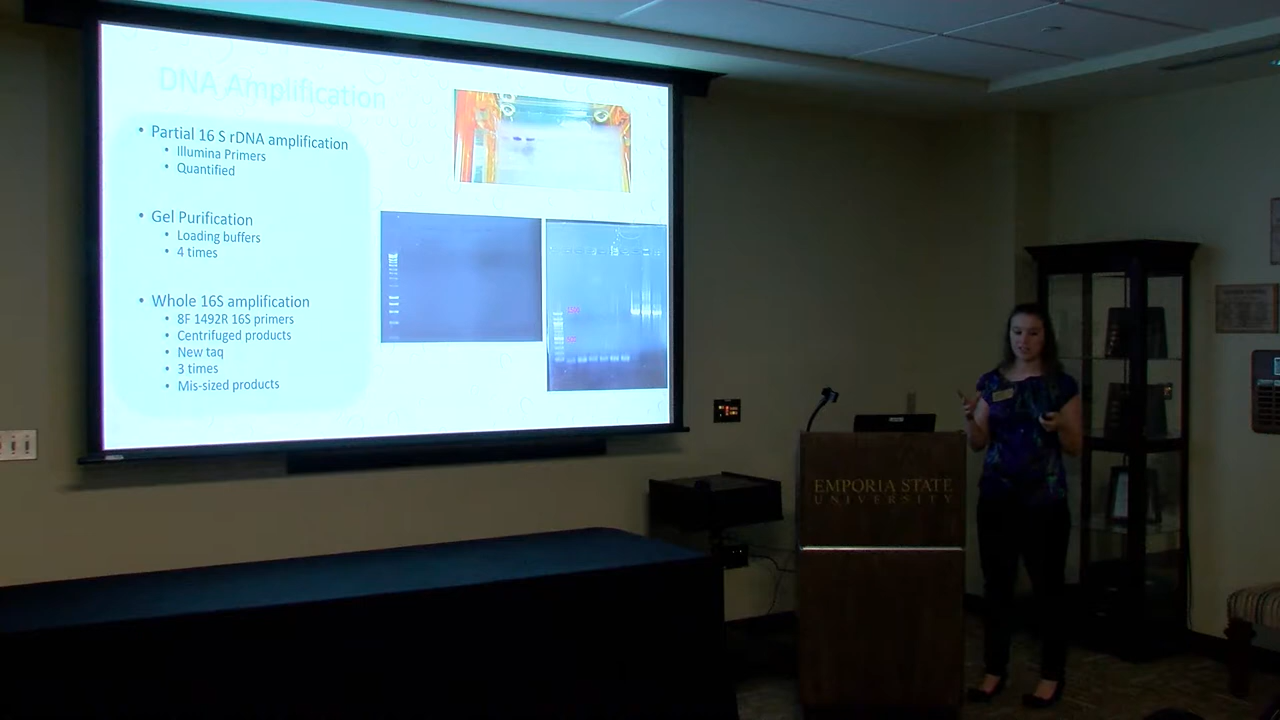 DNA Amplification
• Partial 16 S rDNA amplification
• Illumina Primers
• Quantified
• Gel Purification
• Loading buffers
• 4 times
• Whole 16S amplification
• 8F 1492R 16S primers
• Centrifuged products
• New taq
• 3 times
• Mis-sized products
EMPORIA STATE
UNIVERSITY